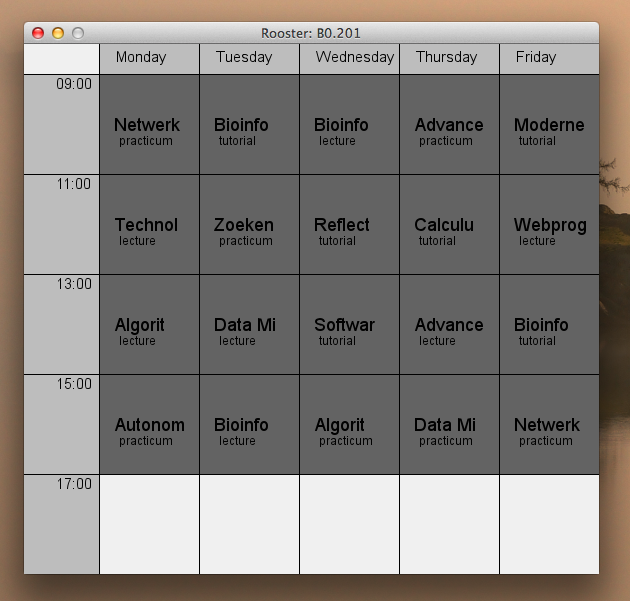 Rooster: B0.201
Monday Tuesday Wednesday Thursday Friday
09:00
Netwerk Bioinfo Bioinfo Advance Moderne
practicum tutorial lecture practicum tutorial
11:00
Technol Zoeken Reflect Calculu Webprog
lecture practicum tutorial tutorial lecture
13:00
Algorit Data Mi Softwar Advance Bioinfo
lecture lecture tutorial lecture tutorial
15:00
Autonom Bioinfo Algorit Data Mi Netwerk
practicum lecture practicum practicum practicum
17:00